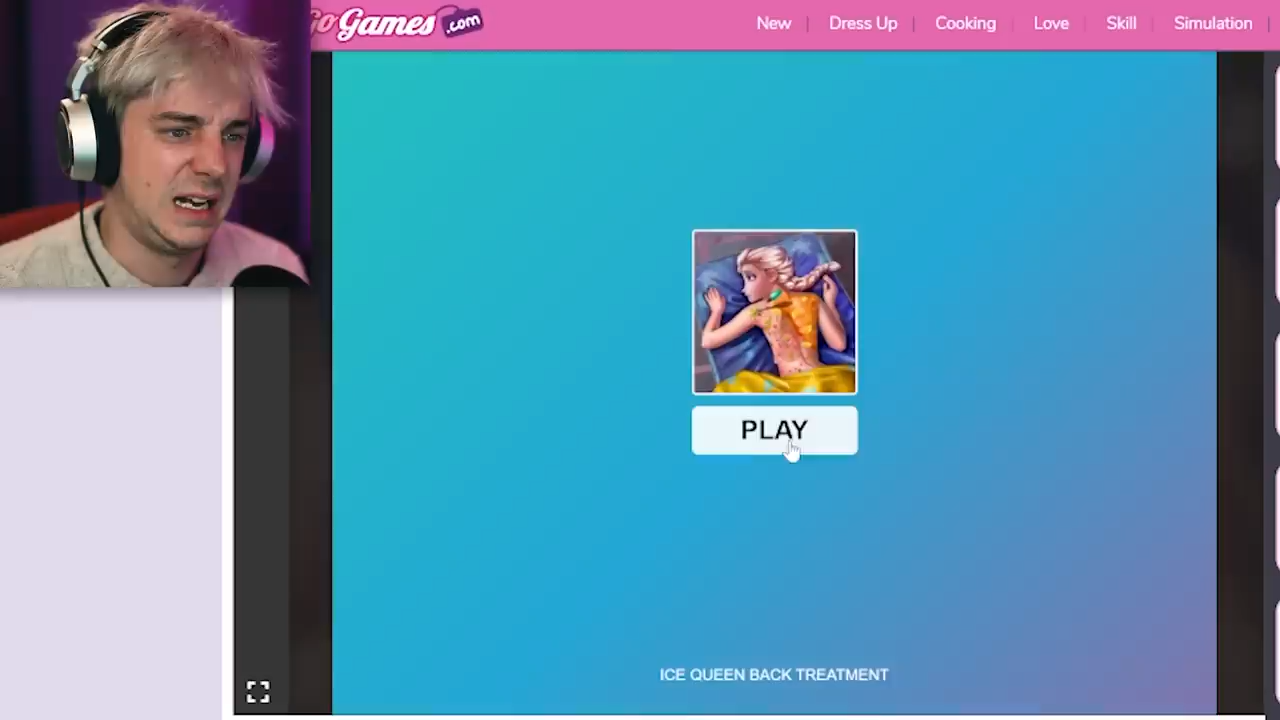 Games.com
New
Dress Up
Cooking
Love
Skill
Simulation
PLAY
ICE QUEEN BACK TREATMENT